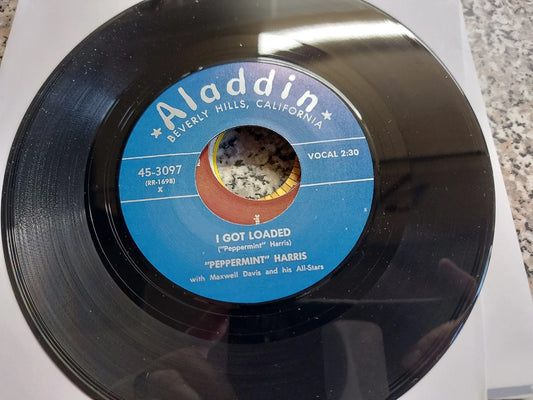 Aladdin
BEVERLY HILLS, CALIFORNIA
45-3097
(RR-1698)
X
VOCAL 2:30
I GOT LOADED
("Peppermint" Harris)
"PEPPERMINT" HARRIS
with Maxwell Davis and his All-Stars